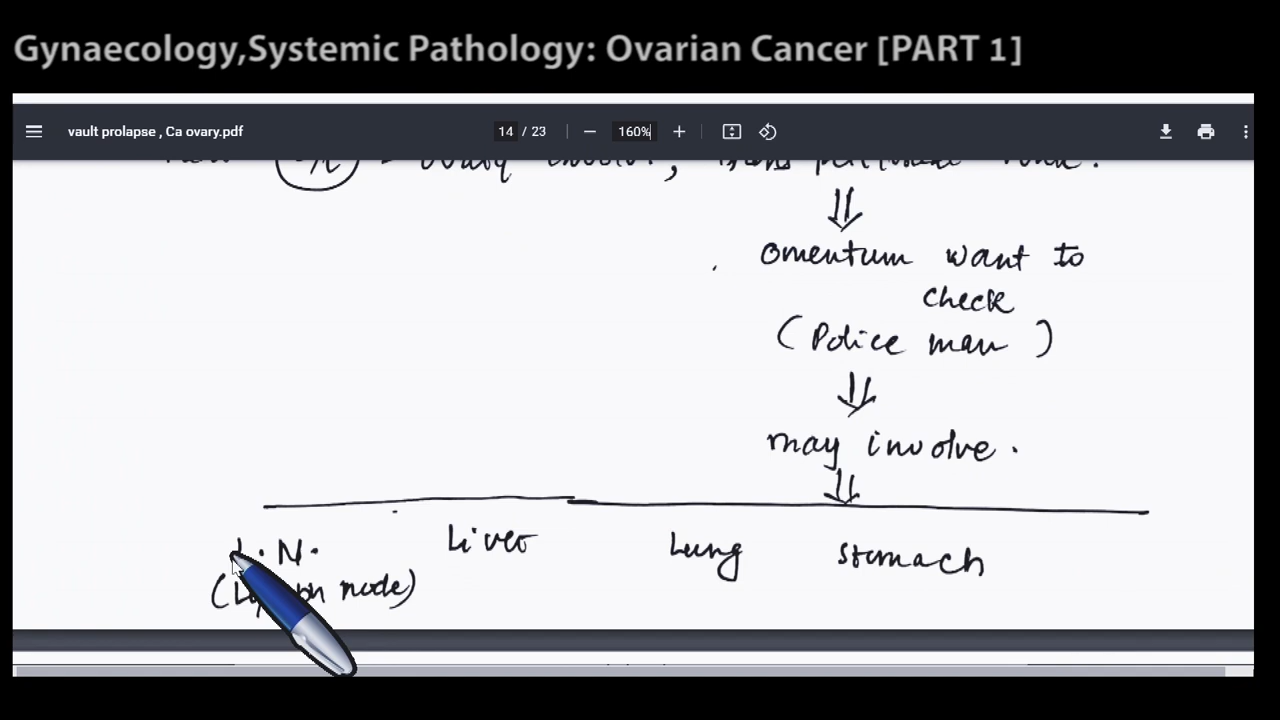 Gynaecology,Systemic Pathology: Ovarian Cancer [PART 1]
vault prolapse , Ca ovary.pdf 14 / 23 160%
omentum want to
check
( Police man )
may involve .
L. N. Liver Lung Stomach
node)